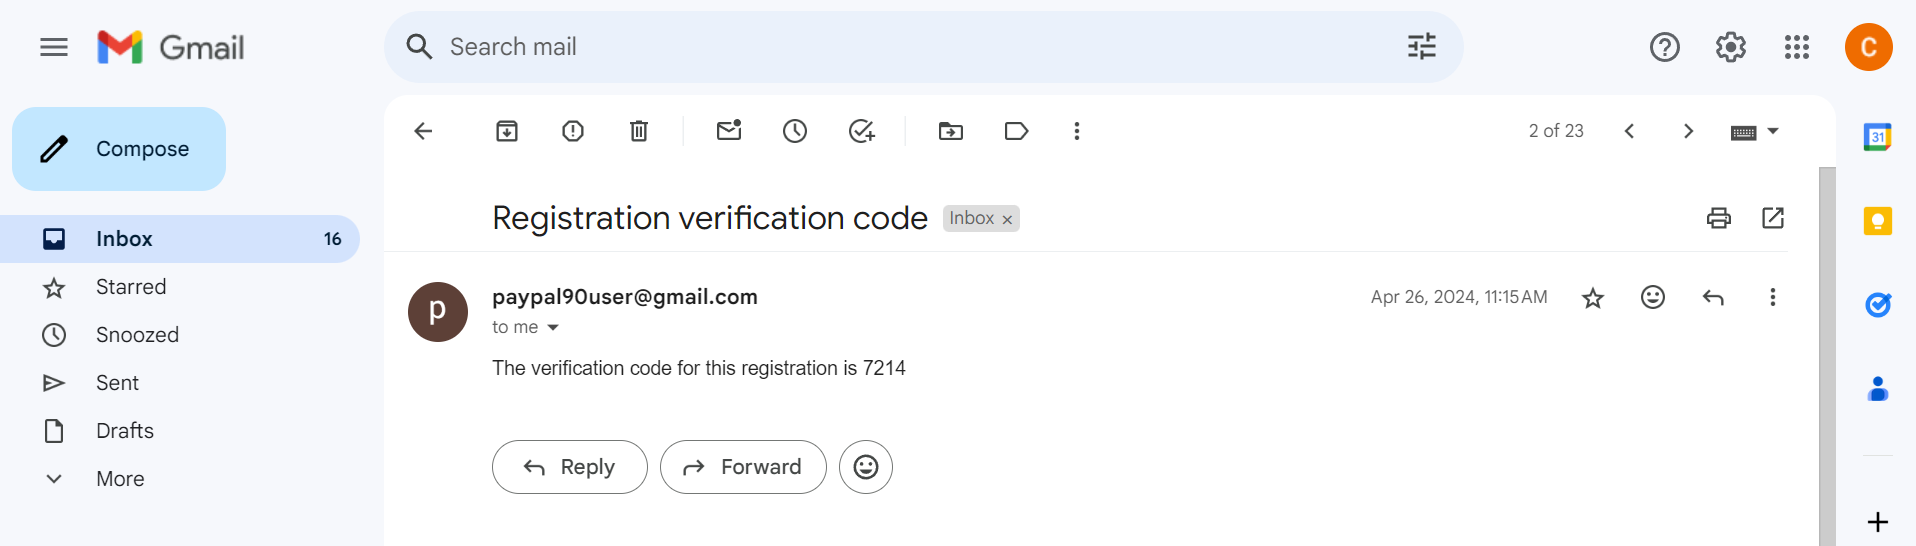 Gmail
Search mail
C
Compose
2 of 23
31
Registration verification code
Inbox ×
Inbox 16
Starred
Snoozed
Sent
Drafts
More
p
paypal90user@gmail.com
Apr 26, 2024, 11:15 AM
to me
The verification code for this registration is 7214
Reply
Forward